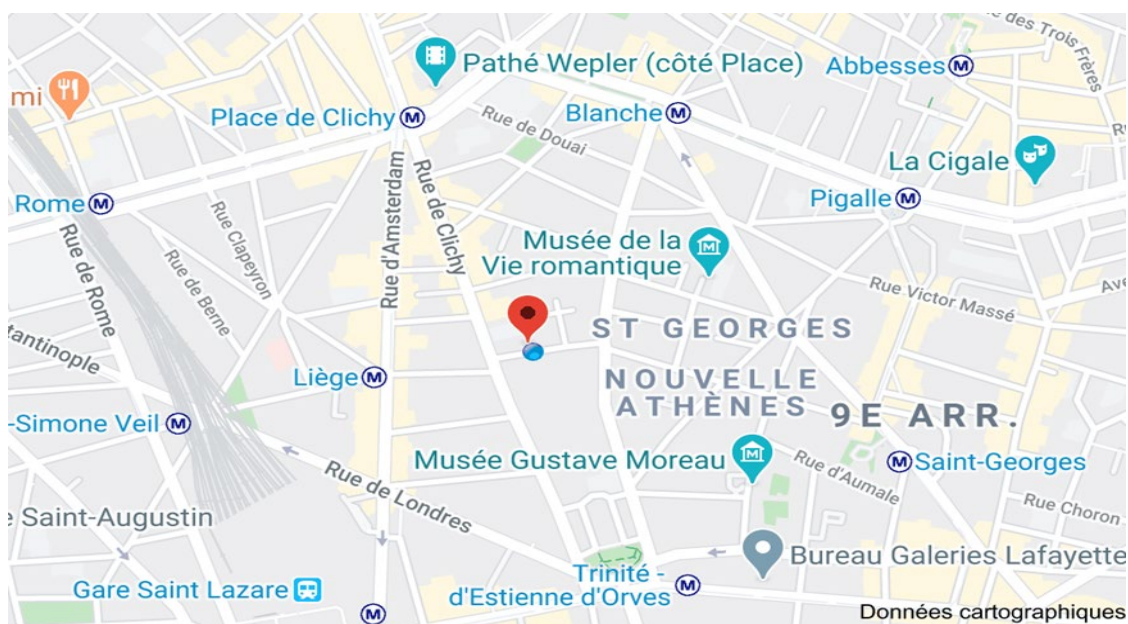 ue des Trois Frères
Pathé Wepler (côté Place)
Abbesses
M
mi
Place de Clichy
M
Rue de Douai
Blanche
M
La Cigale
Rome
M
Pigalle
M
Rue d'Amsterdam
Rue de Clichy
Rue Clapeyron
Rue de Berne
Rue de Rome
Musée de la
Vie romantique
M
Rue Victor Massé
Ave
ST GEORGES
stantinople
Liège
M
NOUVELLE
ATHÈNES
9E ARR.
-Simone Veil
M
Musée Gustave Moreau
M
Rue d'Aumale
M
Saint-Georges
Rue de Londres
Rue Choron
e Saint-Augustin
Bureau Galeries Lafayette
Gare Saint Lazare
Trinité -
d'Estienne d'Orves
M
M
Données cartographiques